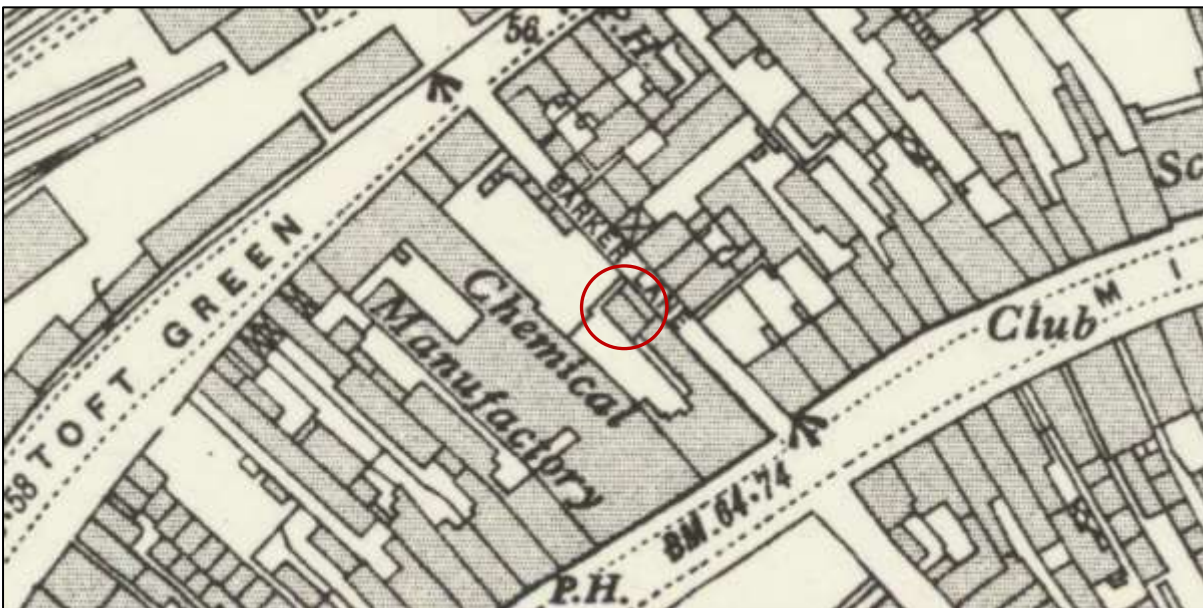 56.
P.H.
BARKER LANE
Sc
TOFT GREEN
.58
Chemical
Manufactory
Club
M I
BM.64.74
P.H.